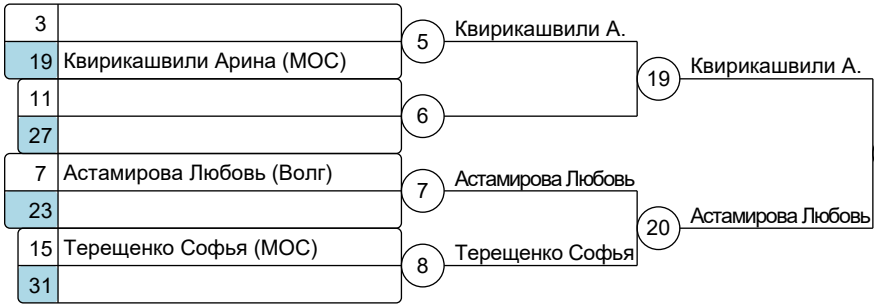 3
19 Квирикашвили Арина (МОС)
5
Квирикашвили А.
11
27
6
19
Квирикашвили А.
7 Астамирова Любовь (Волг)
23
7
Астамирова Любовь
15 Терещенко Софья (МОС)
31
8
Терещенко Софья
20
Астамирова Любовь